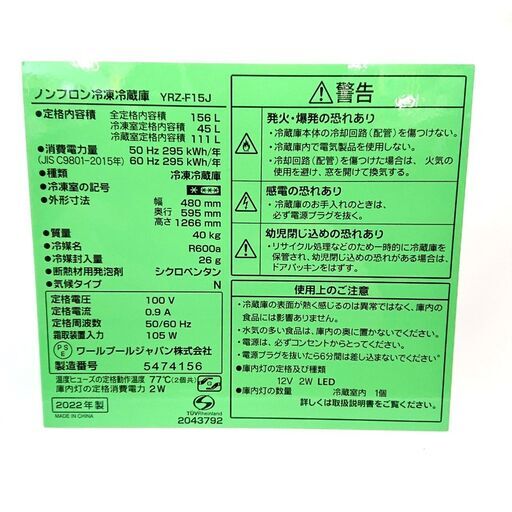 ノンフロン冷凍冷蔵庫 YRZ-F15J
●定格内容積 全定格内容積 156 L
冷凍室定格内容積 45 L
冷蔵室定格内容積 111 L
●消費電力量 50 Hz 295 kWh/年
(JIS C9801-2015年) 60 Hz 295 kWh/年
●種類 冷凍冷蔵庫
●冷凍室の記号
●外形寸法 幅 480 mm
奥行 595 mm
高さ 1266 mm
●質量 40 kg
●冷媒名 R600a
●冷媒封入量 26 g
●断熱材用発泡剤 シクロペンタン
●気候タイプ N
定格電圧 100 V
定格電流 0.9 A
定格周波数 50/60 Hz
霜取装置入力 105 W
PSE ワールプールジャパン株式会社
製造番号 5474156
温度ヒューズの定格動作温度 77℃(2個共)
庫内灯の定格消費電力 2 W
2022年製
MADE IN CHINA
TÜVRheinland
2043792
警告
発火・爆発の恐れあり
・冷蔵庫本体の冷却回路(配管)を傷つけない。
・冷蔵庫内で電気製品を使用しない。
・冷却回路(配管)を傷つけた場合は、火気の
使用を避け、窓を開けて換気する。
感電の恐れあり
・冷蔵庫のお手入れのときは、
必ず電源プラグを抜いてください。
幼児閉じ込めの恐れあり
・リサイクル処理などのため一時的に冷蔵庫を
保管され、幼児閉じ込めの恐れがある場合は、
ドアパッキンをはずす。
使用上のご注意
・冷蔵庫の表面が熱く感じるのは異常ではなく、庫内の
食品には影響ありません。
・水気の多い食品は、庫内の奥に置かないでください。
・電源は、必ずコンセントからとってください。
・電源プラグを抜いたら6分間は差し込まないでください。
●庫内灯の定格及び種類
12V 2W LED
●庫内灯の数量 冷蔵室内 1個
詳しくは取扱説明書をご覧ください。